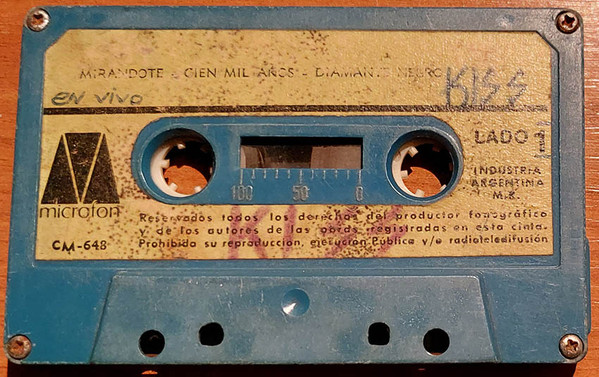 MIRANDOTE - CIEN MIL AÑOS - DIAMANTE NEGRO
KISS
EN VIVO
LADO
INDUSTRIA
ARGENTINA
M.R.
100 50 0
microfon
CM-648
Reservados todos los derechos del productor fonográfico
y de los autores de las obras registradas en esta cinta.
Prohibida su reproducción, ejecución Pública y/o radioteledifusión